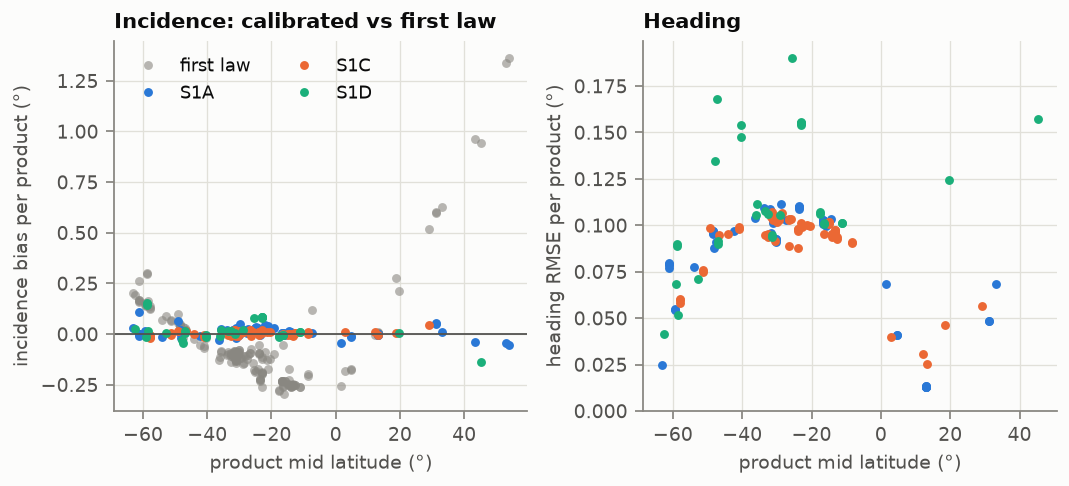 Incidence: calibrated vs first law
incidence bias per product (°)
1.25
1.00
0.75
0.50
0.25
0.00
−0.25
first law
S1A
S1C
S1D
−60
−40
−20
0
20
40
product mid latitude (°)
Heading
heading RMSE per product (°)
0.175
0.150
0.125
0.100
0.075
0.050
0.025
0.000
−60
−40
−20
0
20
40
product mid latitude (°)